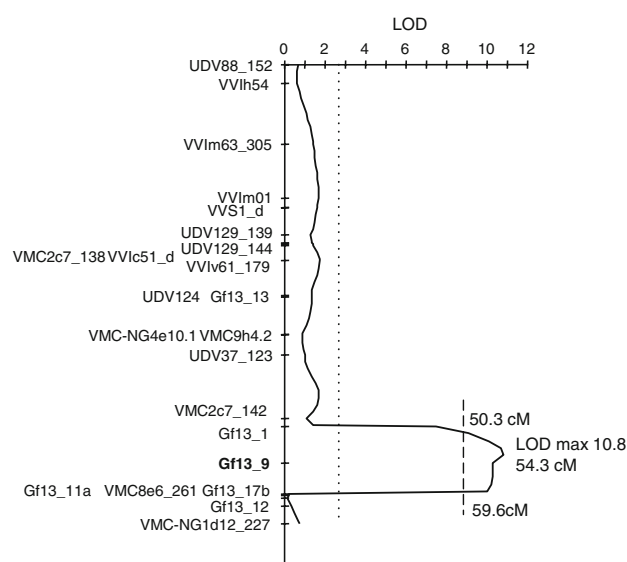 LOD
0 2 4 6 8 10 12
UDV88_152
VVIh54
VVIm63_305
VVIm01
VVS1_d
UDV129_139
UDV129_144
VMC2c7_138 VVIc51_d
VVIv61_179
UDV124 Gf13_13
VMC-NG4e10.1 VMC9h4.2
UDV37_123
VMC2c7_142
50.3 cM
Gf13_1
LOD max 10.8
Gf13_9
54.3 cM
Gf13_11a VMC8e6_261 Gf13_17b
Gf13_12
59.6cM
VMC-NG1d12_227